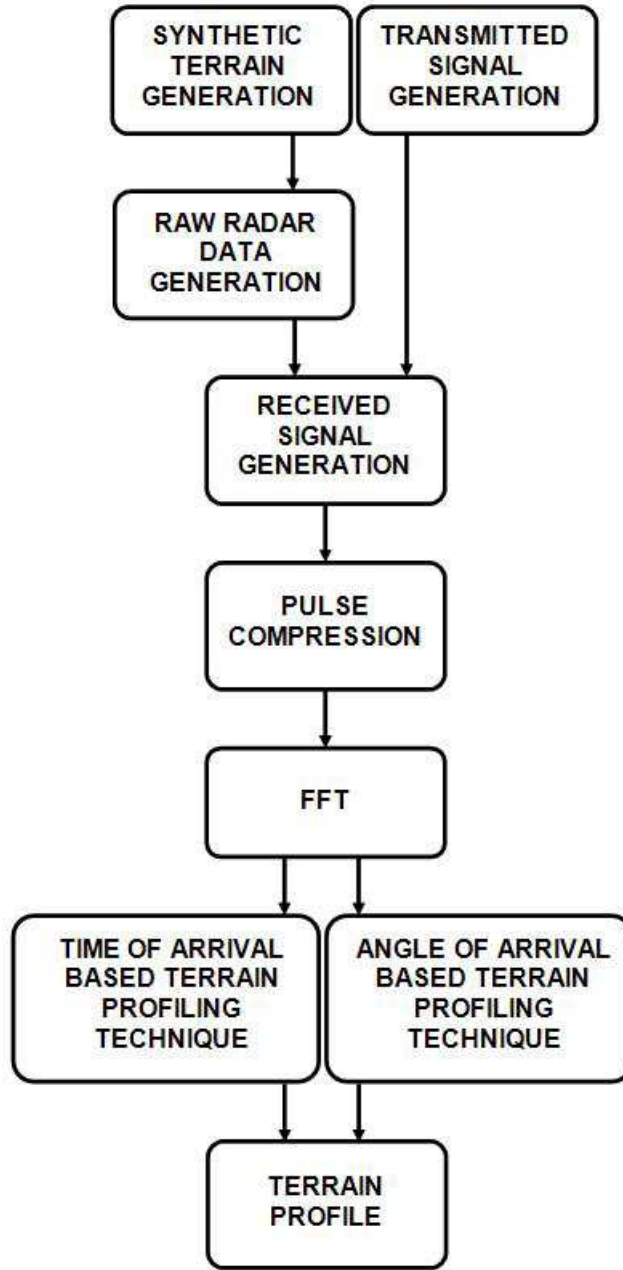 SYNTHETIC
TERRAIN
GENERATION
TRANSMITTED
SIGNAL
GENERATION
RAW RADAR
DATA
GENERATION
RECEIVED
SIGNAL
GENERATION
PULSE
COMPRESSION
FFT
TIME OF ARRIVAL
BASED TERRAIN
PROFILING
TECHNIQUE
ANGLE OF ARRIVAL
BASED TERRAIN
PROFILING
TECHNIQUE
TERRAIN
PROFILE